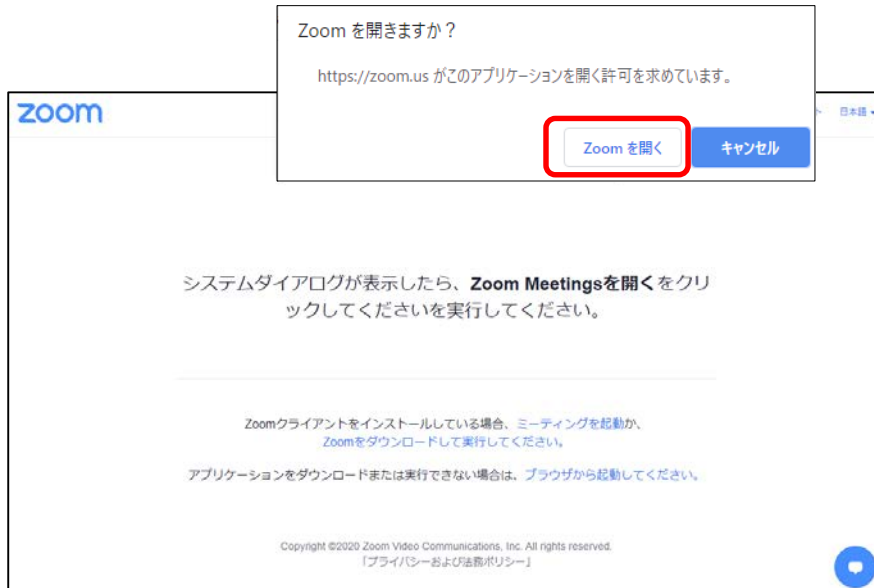 Zoom を開きますか？
https://zoom.us がこのアプリケーションを開く許可を求めています。
Zoom を開く キャンセル
zoom
ト 日本語
システムダイアログが表示したら、Zoom Meetingsを開くをクリ
ックしてくださいを実行してください。
Zoomクライアントをインストールしている場合、ミーティングを起動か、
Zoomをダウンロードして実行してください。
アプリケーションをダウンロードまたは実行できない場合は、ブラウザから起動してください。
Copyright ©2020 Zoom Video Communications, Inc. All rights reserved.
「プライバシーおよび法務ポリシー」